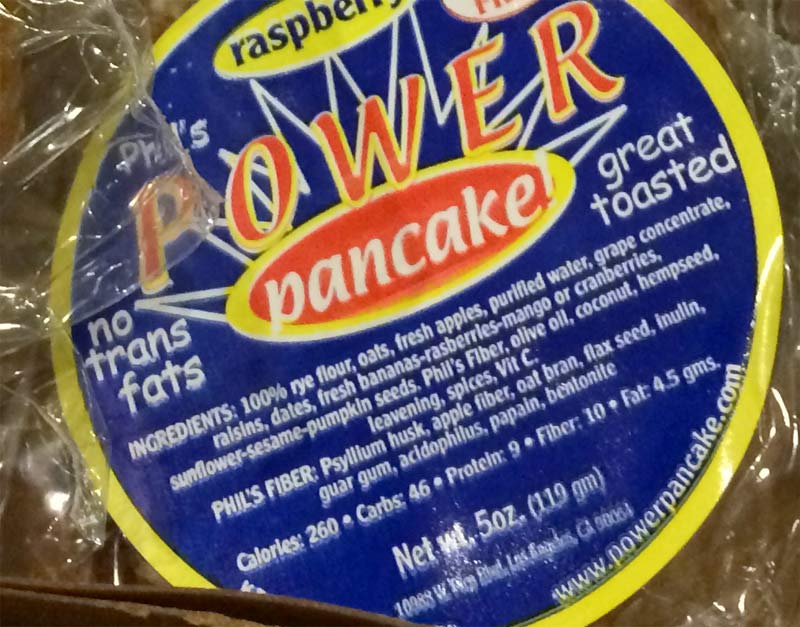 raspberry
Phil's
POWER
pancake!
great
toasted
no
trans
fats
INGREDIENTS: 100% rye flour, oats, fresh apples, purified water, grape concentrate,
raisins, dates, fresh bananas-rasberries-mango or cranberries,
sunflower-sesame-pumpkin seeds. Phil's Fiber, olive oil, coconut, hempseed,
leavening, spices, Vit C.
PHIL'S FIBER: Psyllium husk, apple fiber, oat bran, flax seed, inulin,
guar gum, acidophilus, papain, bentonite
Calories: 260 • Carbs: 46 • Protein: 9 • Fiber: 10 • Fat: 4.5 gms.
Net wt. 5oz. (119 gm)
Los Angeles, CA
www.powerpancake.com